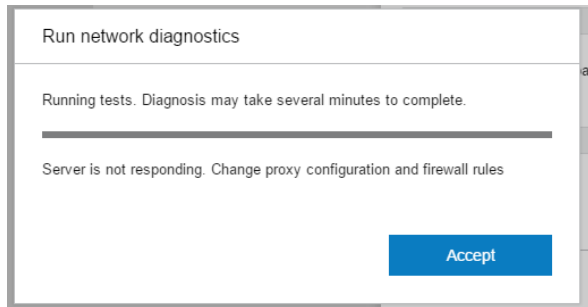 Run network diagnostics
Running tests. Diagnosis may take several minutes to complete.
Server is not responding. Change proxy configuration and firewall rules
Accept